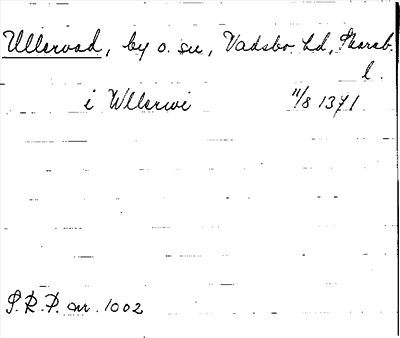 Ullervad, by o. sn, Vadsbo hd, Skarab.
l.
i Wllerwi 11/8 1371
S.R.P. nr. 1002